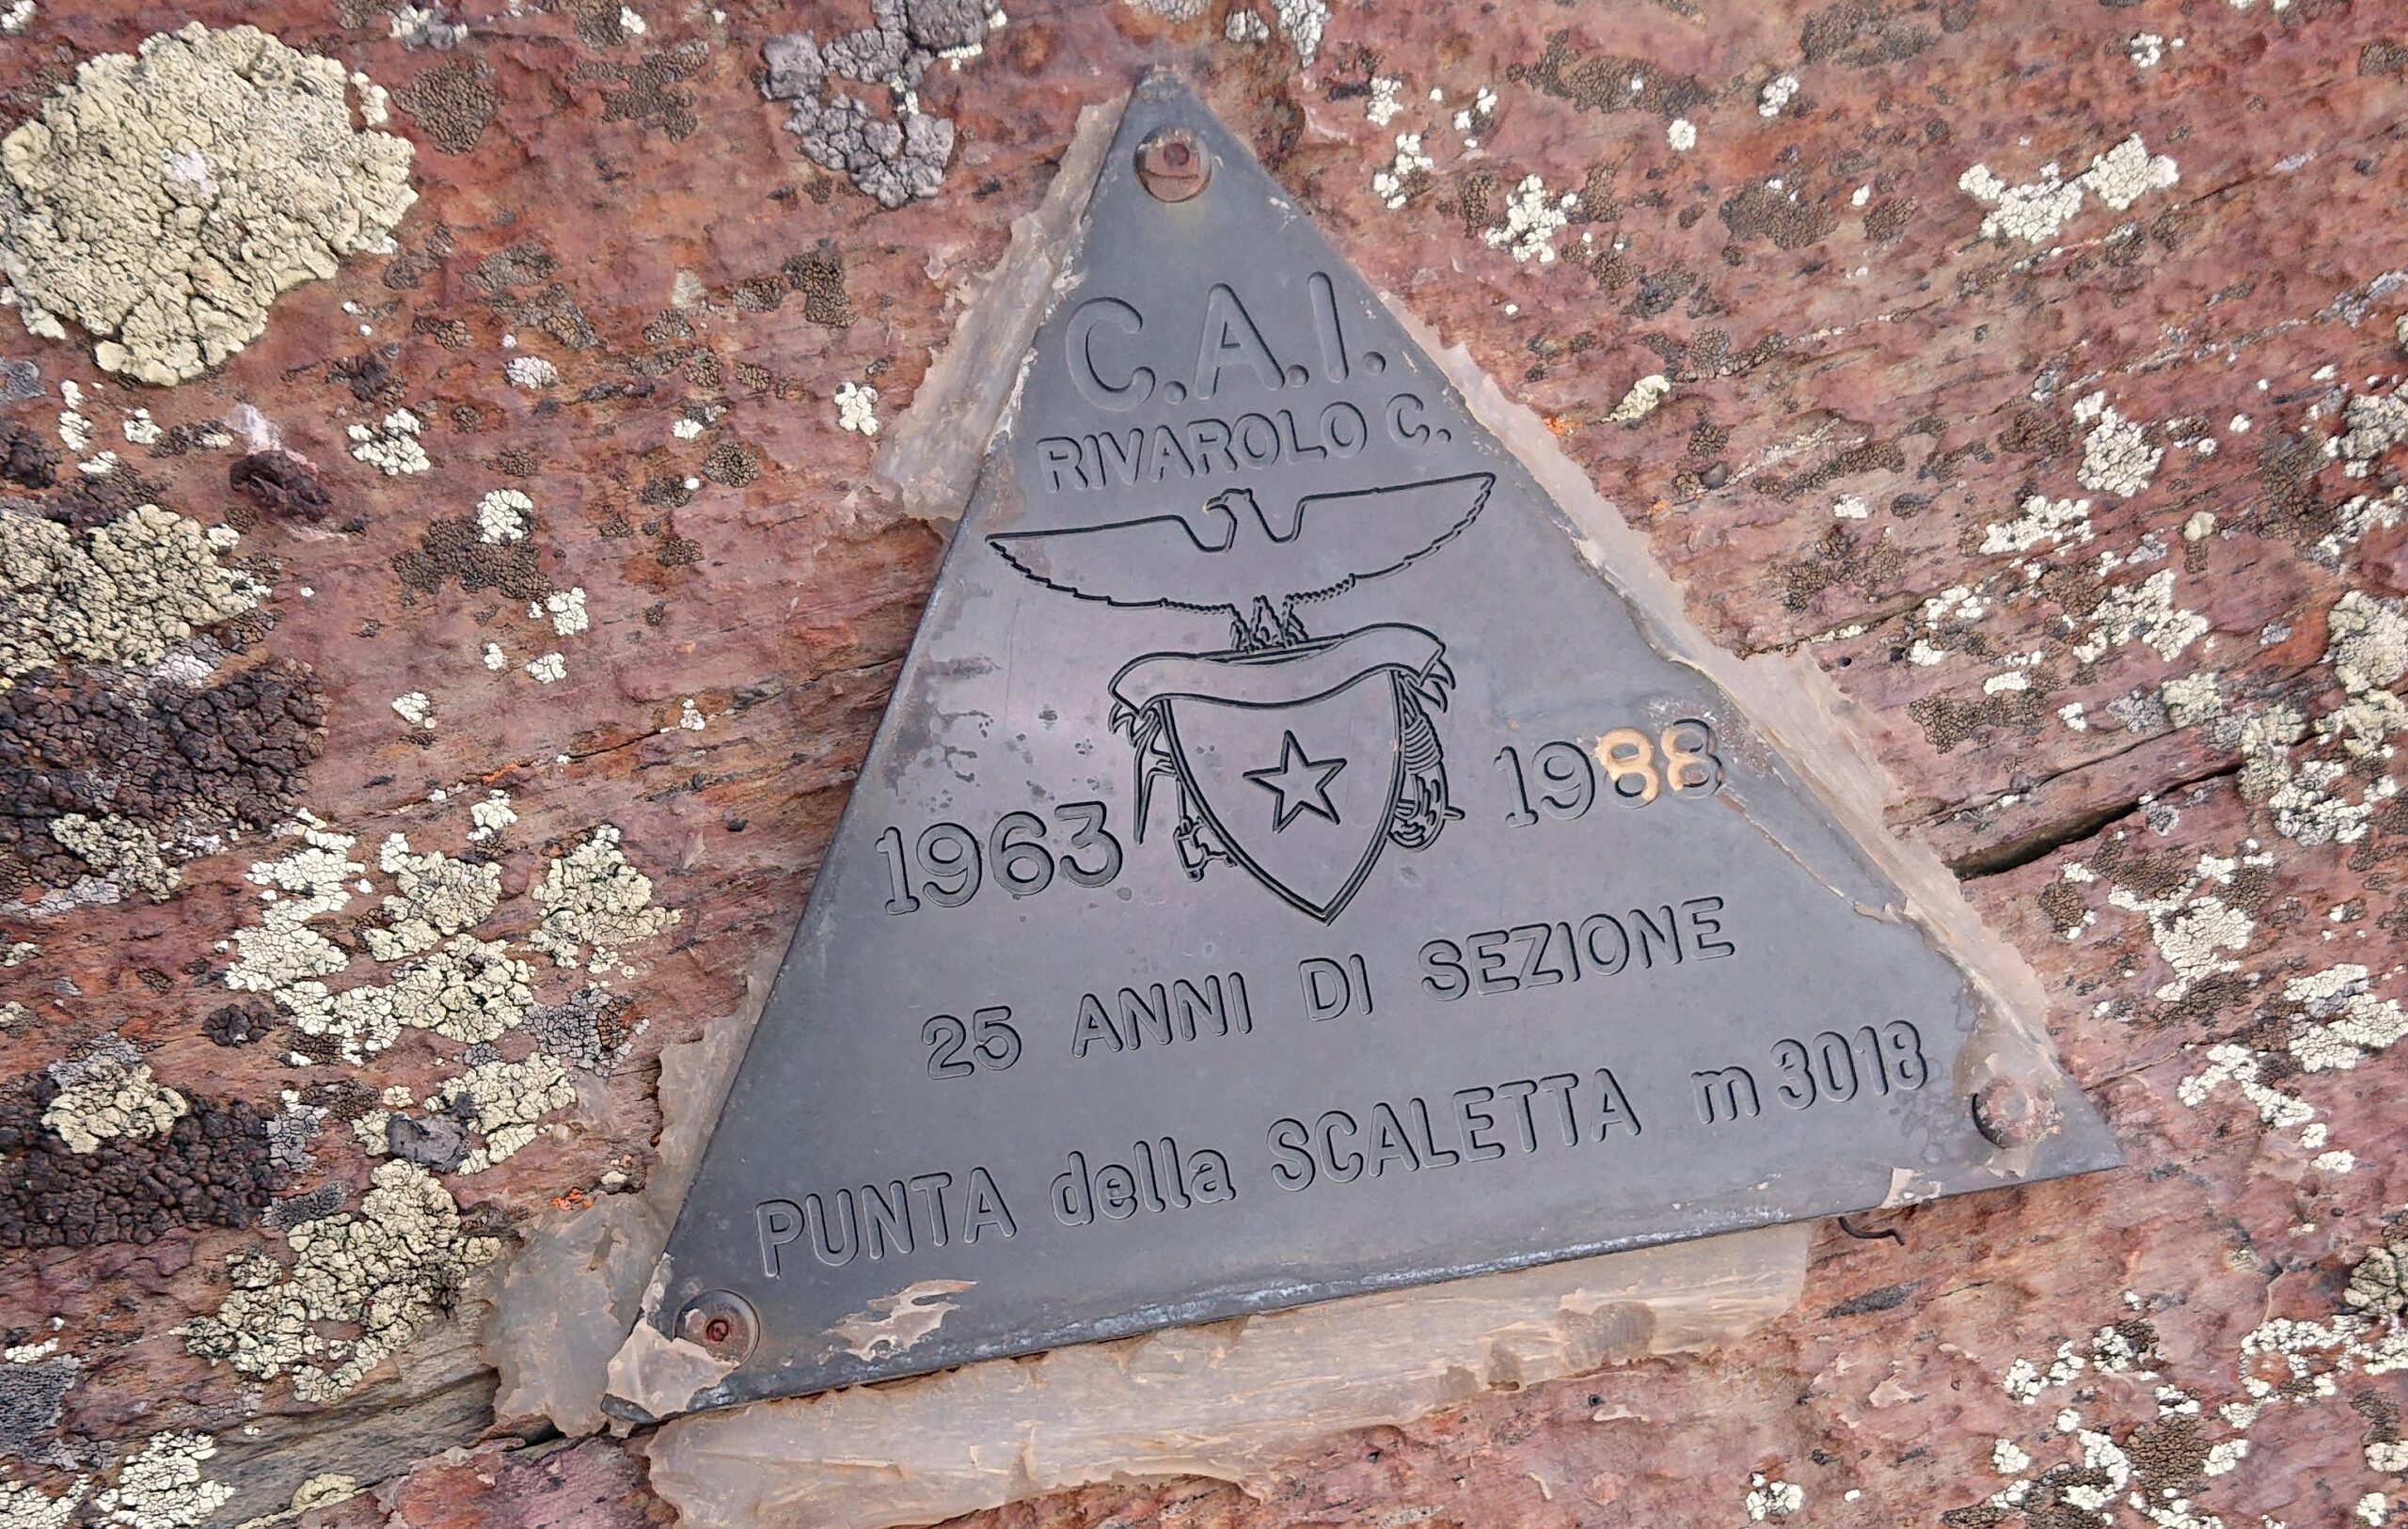 C.A.I.
RIVAROLO C.
1963 1988
25 ANNI DI SEZIONE
PUNTA della SCALETTA m 3018